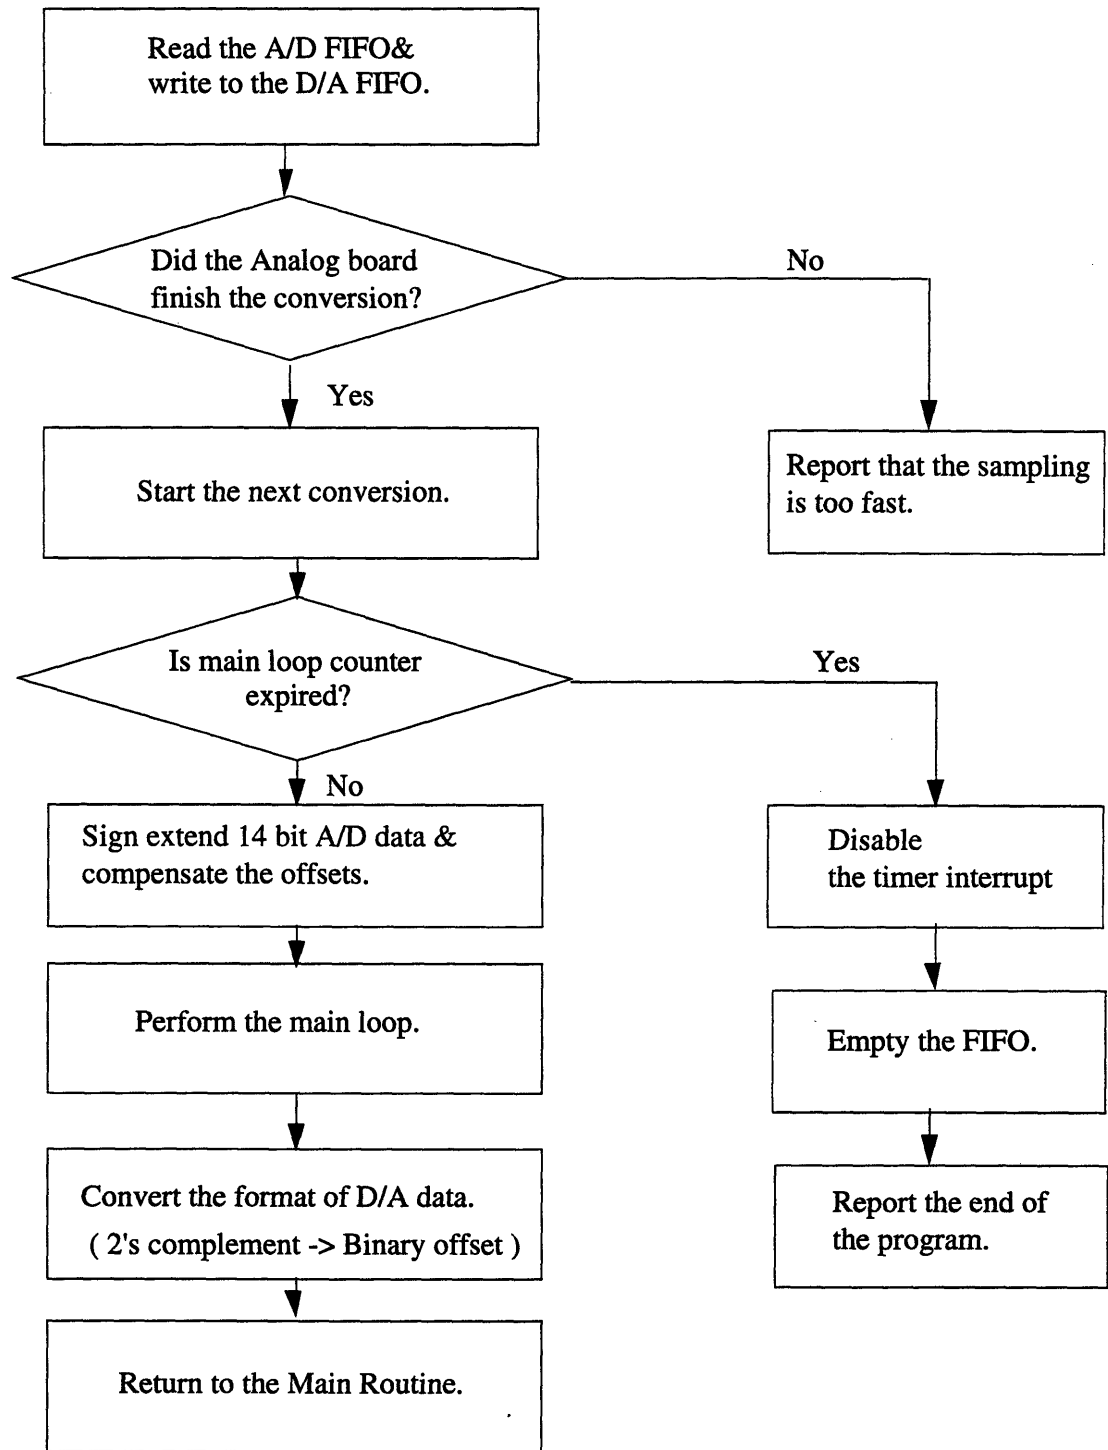 Read the A/D FIFO&
write to the D/A FIFO.
Did the Analog board
finish the conversion?
No
Yes
Start the next conversion.
Report that the sampling
is too fast.
Is main loop counter
expired?
Yes
No
Sign extend 14 bit A/D data &
compensate the offsets.
Disable
the timer interrupt
Perform the main loop.
Empty the FIFO.
Convert the format of D/A data.
( 2's complement -> Binary offset )
Report the end of
the program.
Return to the Main Routine.